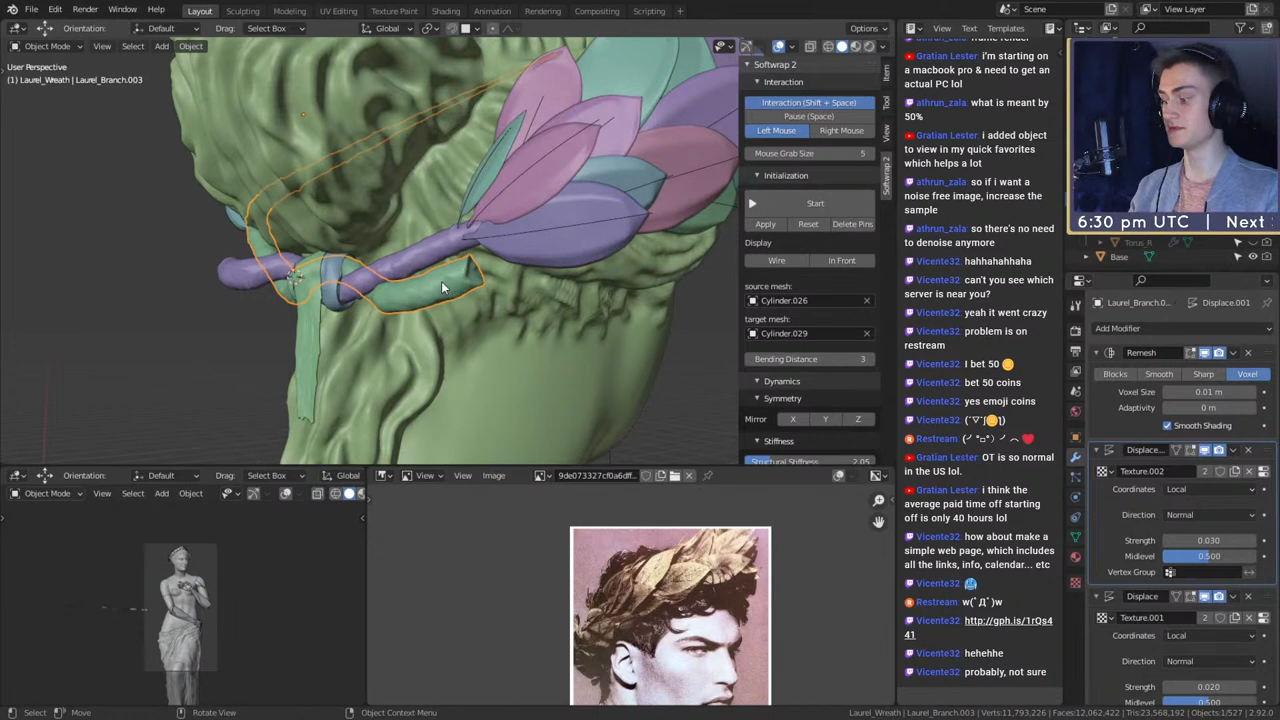 File Edit Render Window Help
Layout Sculpting Modeling UV Editing Texture Paint Shading Animation Rendering Compositing Scripting +
Scene
View Layer
Orientation: Default Drag: Select Box Global Options
View Text Templates
Object Mode View Select Add Object
User Perspective
(1) Laurel_Wreath | Laurel_Branch.003
Softwrap 2
Interaction
Interaction (Shift + Space)
Pause (Space)
Left Mouse Right Mouse
Mouse Grab Size 5
Initialization
Start
Apply Reset Delete Pins
Display
Wire In Front
source mesh:
Cylinder.026
target mesh:
Cylinder.029
Bending Distance 3
Dynamics
Symmetry
Mirror X Y Z
Stiffness
Structural Stiffness 2.05
Item
Tool
View
Softwrap 2
Gratian Lester: i'm starting on
a macbook pro & need to get an
actual PC lol
athrun_zala: what is meant by
50%
Gratian Lester: i added object
to view in my quick favorites
which helps a lot
athrun_zala: so if i want a
noise free image, increase the
sample
athrun_zala: so there's no need
to denoise anymore
Vicente32: hahhahahhaha
Vicente32: can't you see which
server is near you?
Vicente32: yeah it went crazy
Vicente32: problem is on
restream
Vicente32: I bet 50
Vicente32: bet 50 coins
Vicente32: yes emoji coins
Gratian Lester: OT is so normal
in the US lol.
Gratian Lester: i think the
average paid time off starting
off is only 40 hours lol
Vicente32: how about make a
simple web page, which includes
all the links, info, calendar... etc
Vicente32:
Restream: w(ﾟДﾟ)w
Vicente32: http://gph.is/1rQs4
41
Vicente32: hehehhe
Vicente32: probably, not sure
6:30 pm UTC | Next S
Torus_R
Base
Laurel_Branch.0...
Displace.001
Add Modifier
Remesh
Blocks Smooth Sharp Voxel
Voxel Size 0.01 m
Adaptivity 0 m
Smooth Shading
Displace...
Texture.002 2
Coordinates Local
Direction Normal
Strength 0.030
Midlevel 0.500
Vertex Group
Displace
Texture.001 2
Coordinates Local
Direction Normal
Strength 0.020
Midlevel 0.500
Orientation: Default Drag: Select Box Global
Object Mode View Select Add Object
View View Image 9de073327cf0a6dff...
Select Box Select Rotate View Object Context Menu
Laurel_Wreath | Laurel_Branch.003 | Verts:11,793,226 | Faces:12,062,422 | Tris:23,568,192 | Objects:1/527 | 2.92.0